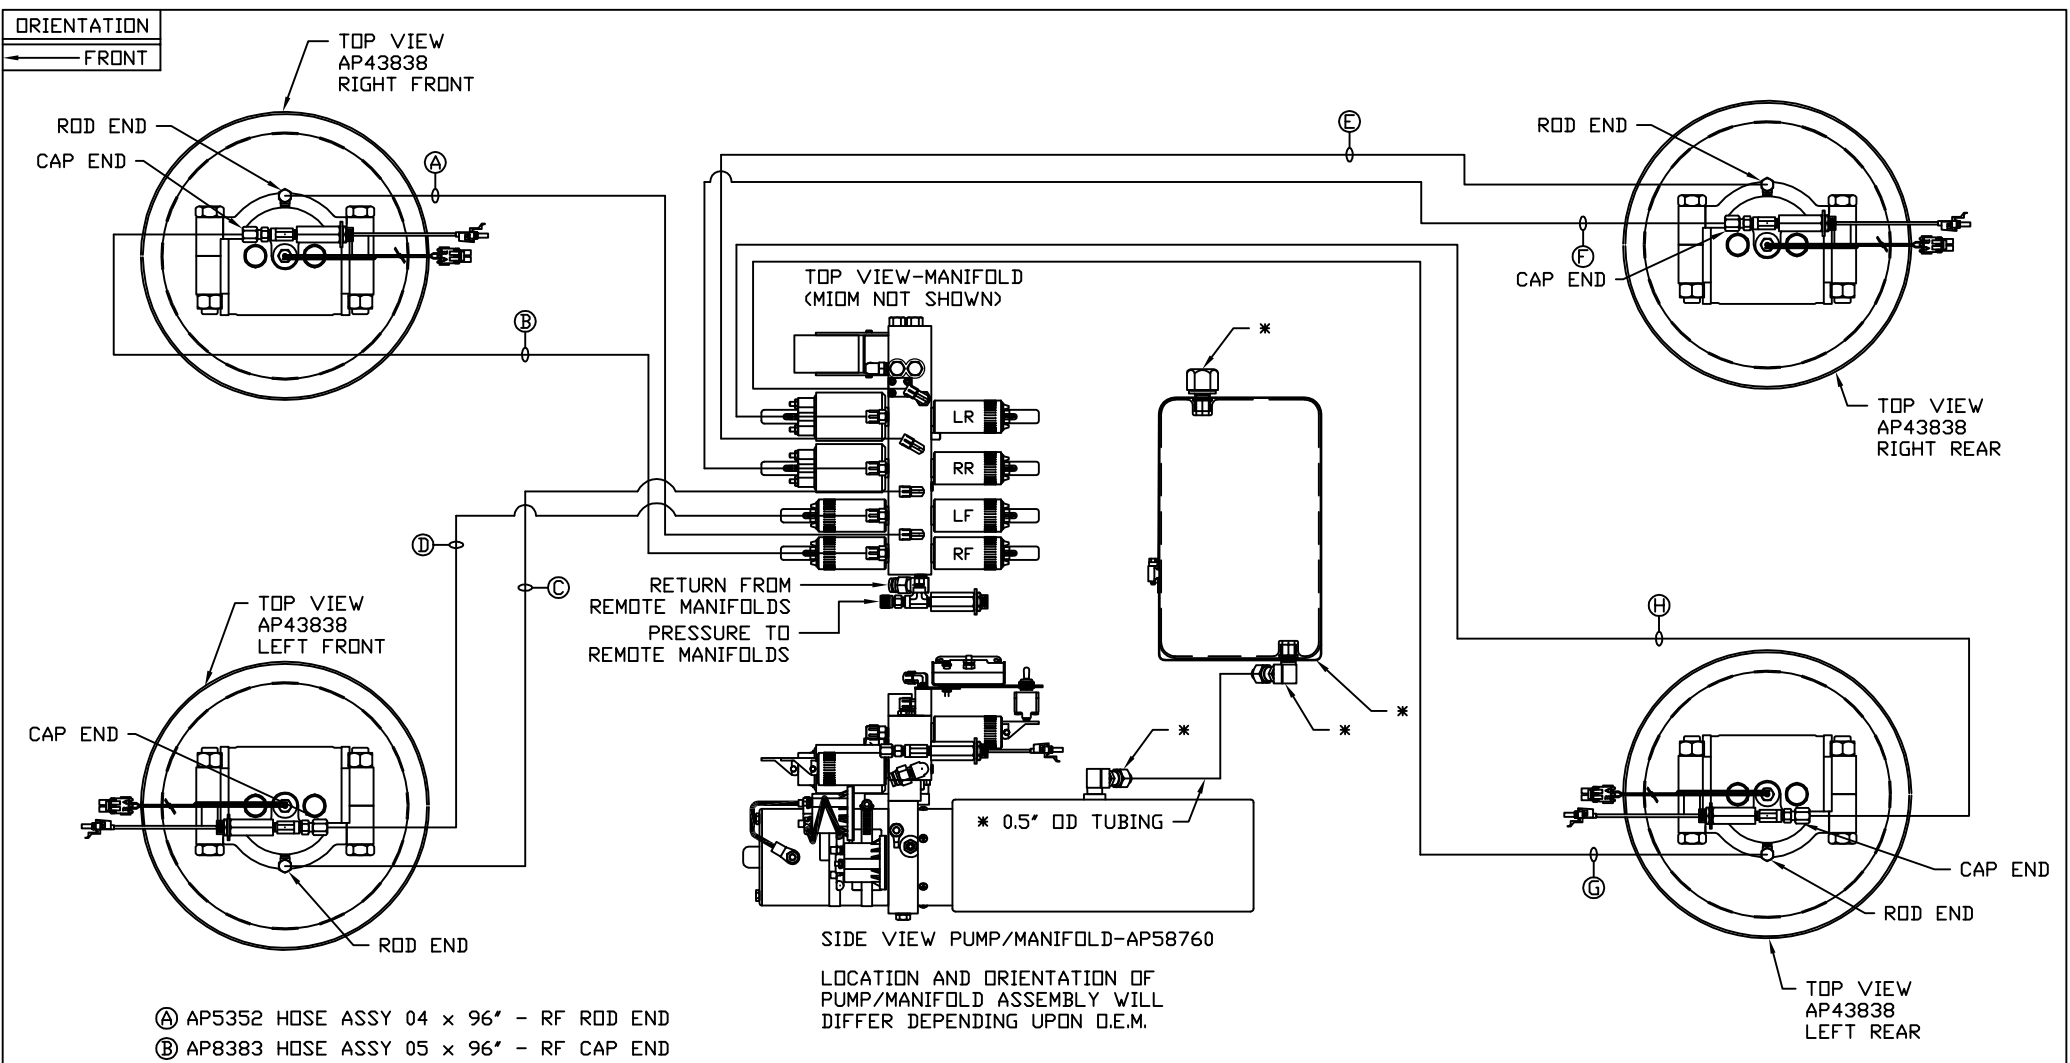 ORIENTATION
FRONT
TOP VIEW
AP43838
RIGHT FRONT
ROD END
CAP END
A
B
E
ROD END
F
CAP END
TOP VIEW
AP43838
RIGHT REAR
TOP VIEW-MANIFOLD
(MIOM NOT SHOWN)
*
LR
RR
LF
RF
D
C
RETURN FROM
REMOTE MANIFOLDS
PRESSURE TO
REMOTE MANIFOLDS
TOP VIEW
AP43838
LEFT FRONT
CAP END
ROD END
H
*
*
*
* 0.5" OD TUBING
G
CAP END
ROD END
TOP VIEW
AP43838
LEFT REAR
SIDE VIEW PUMP/MANIFOLD-AP58760
LOCATION AND ORIENTATION OF
PUMP/MANIFOLD ASSEMBLY WILL
DIFFER DEPENDING UPON O.E.M.
A AP5352 HOSE ASSY 04 x 96" - RF ROD END
B AP8383 HOSE ASSY 05 x 96" - RF CAP END